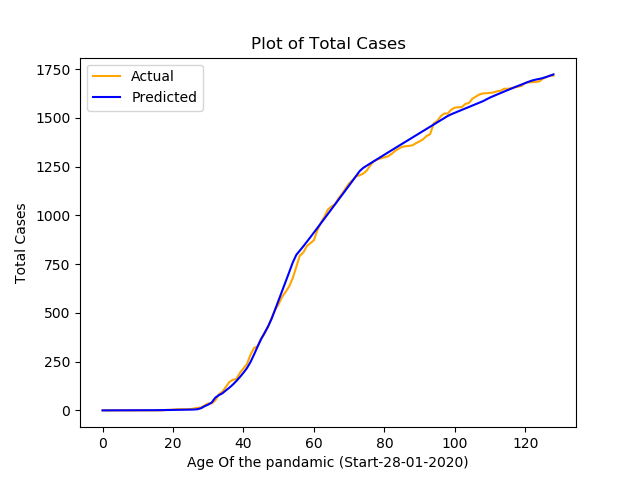 Plot of Total Cases
Actual
Predicted
1750
1500
1250
1000
750
500
250
0
Total Cases
0 20 40 60 80 100 120
Age Of the pandamic (Start-28-01-2020)